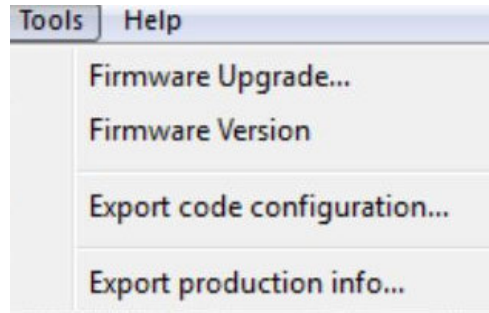 Tools Help
Firmware Upgrade...
Firmware Version
Export code configuration...
Export production info...